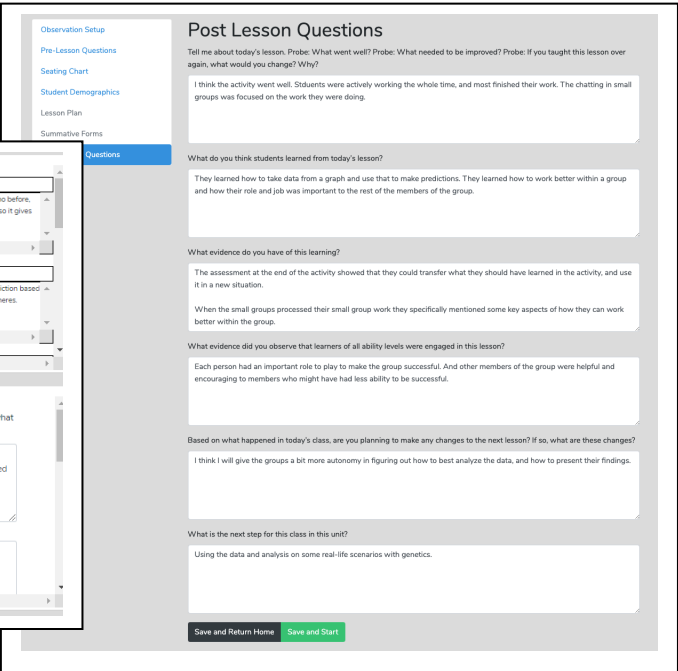 Observation Setup
Pre-Lesson Questions
Seating Chart
Student Demographics
Lesson Plan
Summative Forms
Questions
no before,
so it gives
iction based
neres.
hat
ed
Post Lesson Questions
Tell me about today's lesson. Probe: What went well? Probe: What needed to be improved? Probe: If you taught this lesson over
again, what would you change? Why?
I think the activity went well. Stduents were actively working the whole time, and most finished their work. The chatting in small
groups was focused on the work they were doing.
What do you think students learned from today's lesson?
They learned how to take data from a graph and use that to make predictions. They learned how to work better within a group
and how their role and job was important to the rest of the members of the group.
What evidence do you have of this learning?
The assessment at the end of the activity showed that they could transfer what they should have learned in the activity, and use
it in a new situation.
When the small groups processed their small group work they specifically mentioned some key aspects of how they can work
better within the group.
What evidence did you observe that learners of all ability levels were engaged in this lesson?
Each person had an important role to play to make the group successful. And other members of the group were helpful and
encouraging to members who might have had less ability to be successful.
Based on what happened in today's class, are you planning to make any changes to the next lesson? If so, what are these changes?
I think I will give the groups a bit more autonomy in figuring out how to best analyze the data, and how to present their findings.
What is the next step for this class in this unit?
Using the data and analysis on some real-life scenarios with genetics.
Save and Return Home
Save and Start